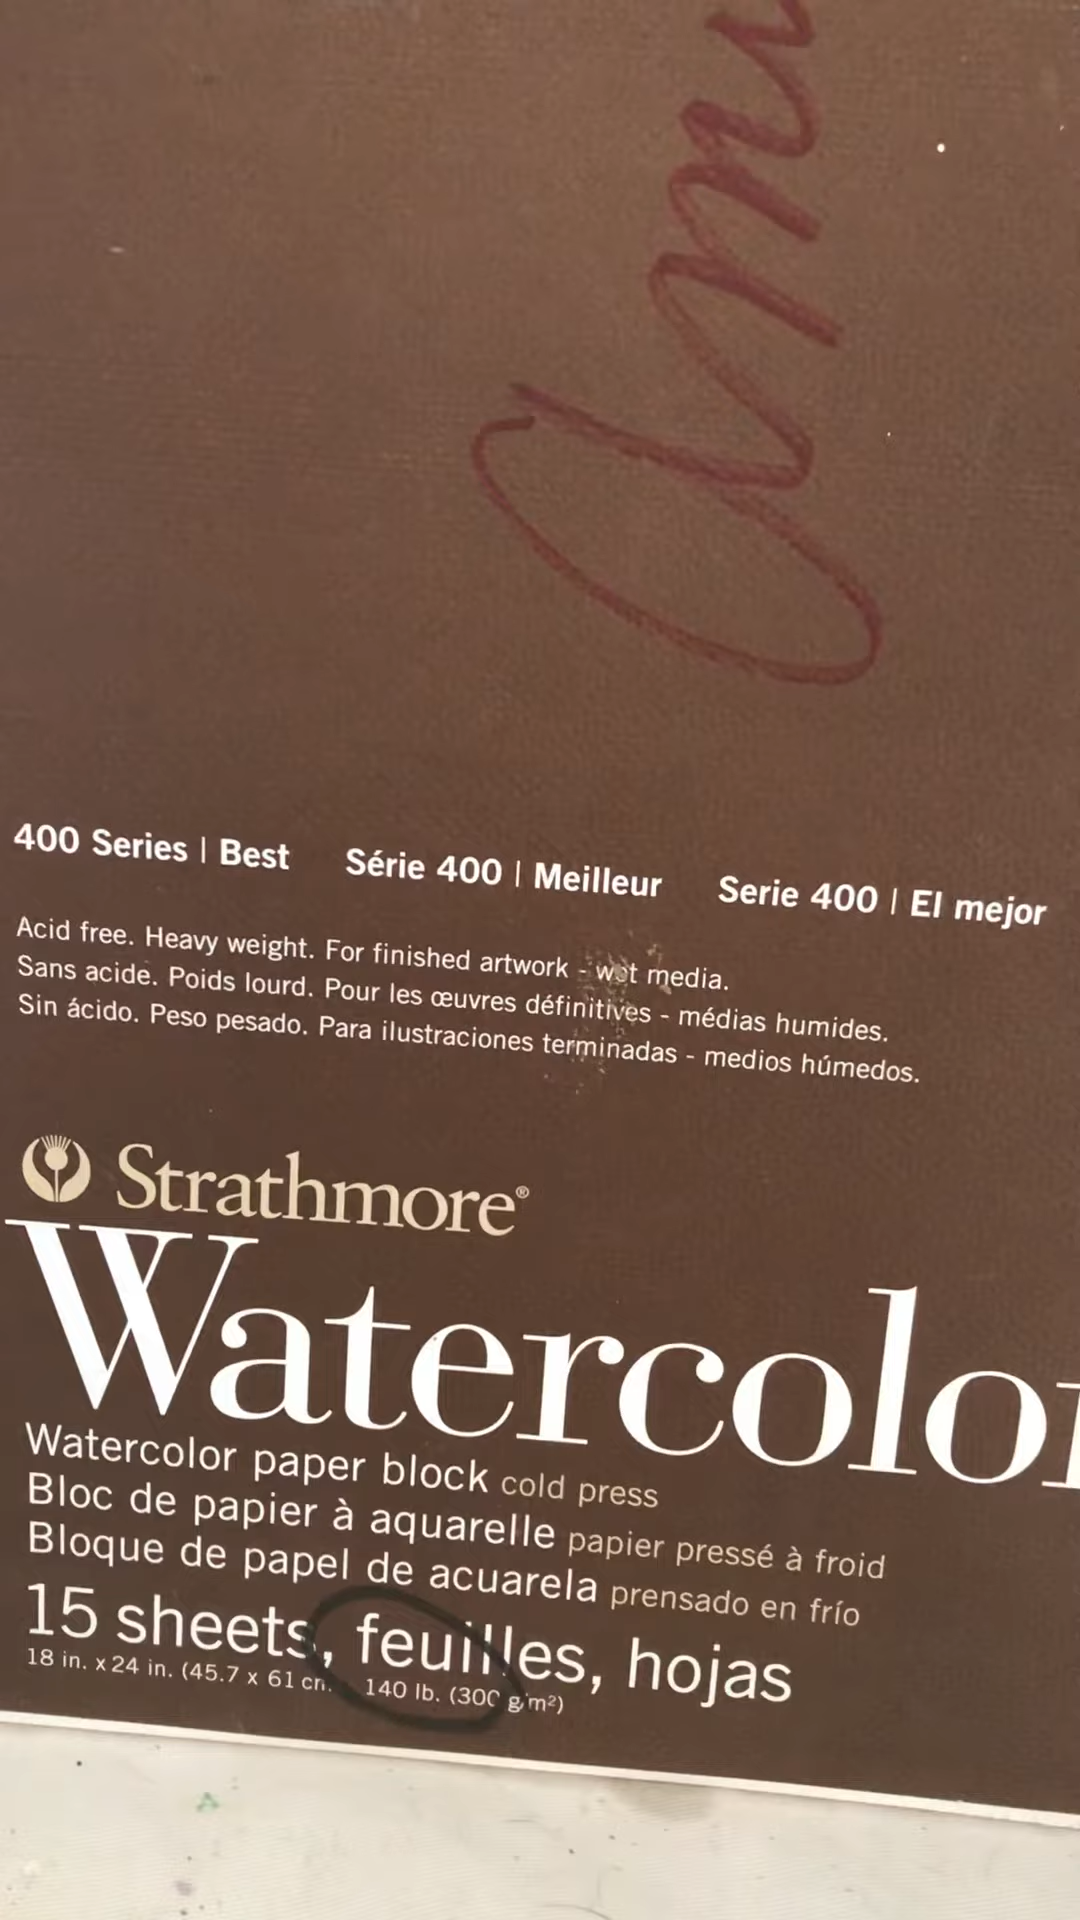 400 Series | Best Série 400 | Meilleur Serie 400 | El mejor
Acid free. Heavy weight. For finished artwork - wet media.
Sans acide. Poids lourd. Pour les œuvres définitives - médias humides.
Sin ácido. Peso pesado. Para ilustraciones terminadas - medios húmedos.
Strathmore®
Watercolor
Watercolor paper block cold press
Bloc de papier à aquarelle papier pressé à froid
Bloque de papel de acuarela prensado en frío
15 sheets, feuilles, hojas
18 in. x 24 in. (45.7 x 61 cm. 140 lb. (300 g/m²)